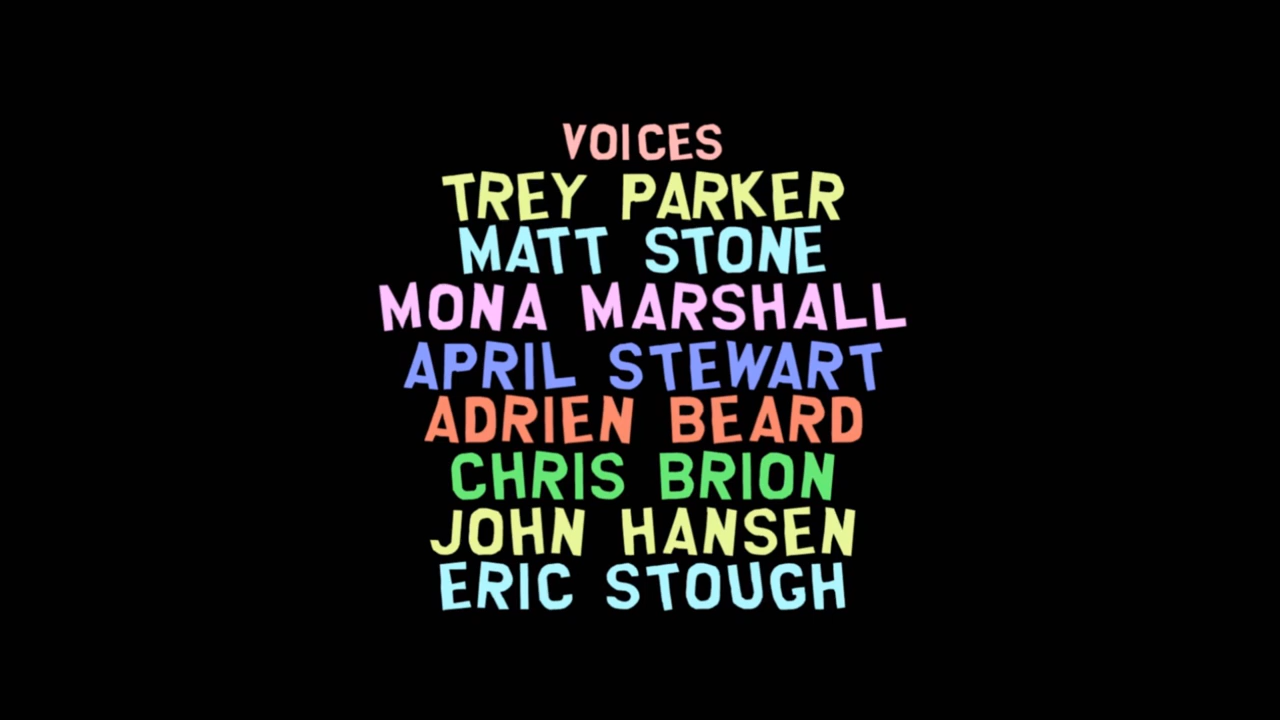 VOICES
TREY PARKER
MATT STONE
MONA MARSHALL
APRIL STEWART
ADRIEN BEARD
CHRIS BRION
JOHN HANSEN
ERIC STOUGH